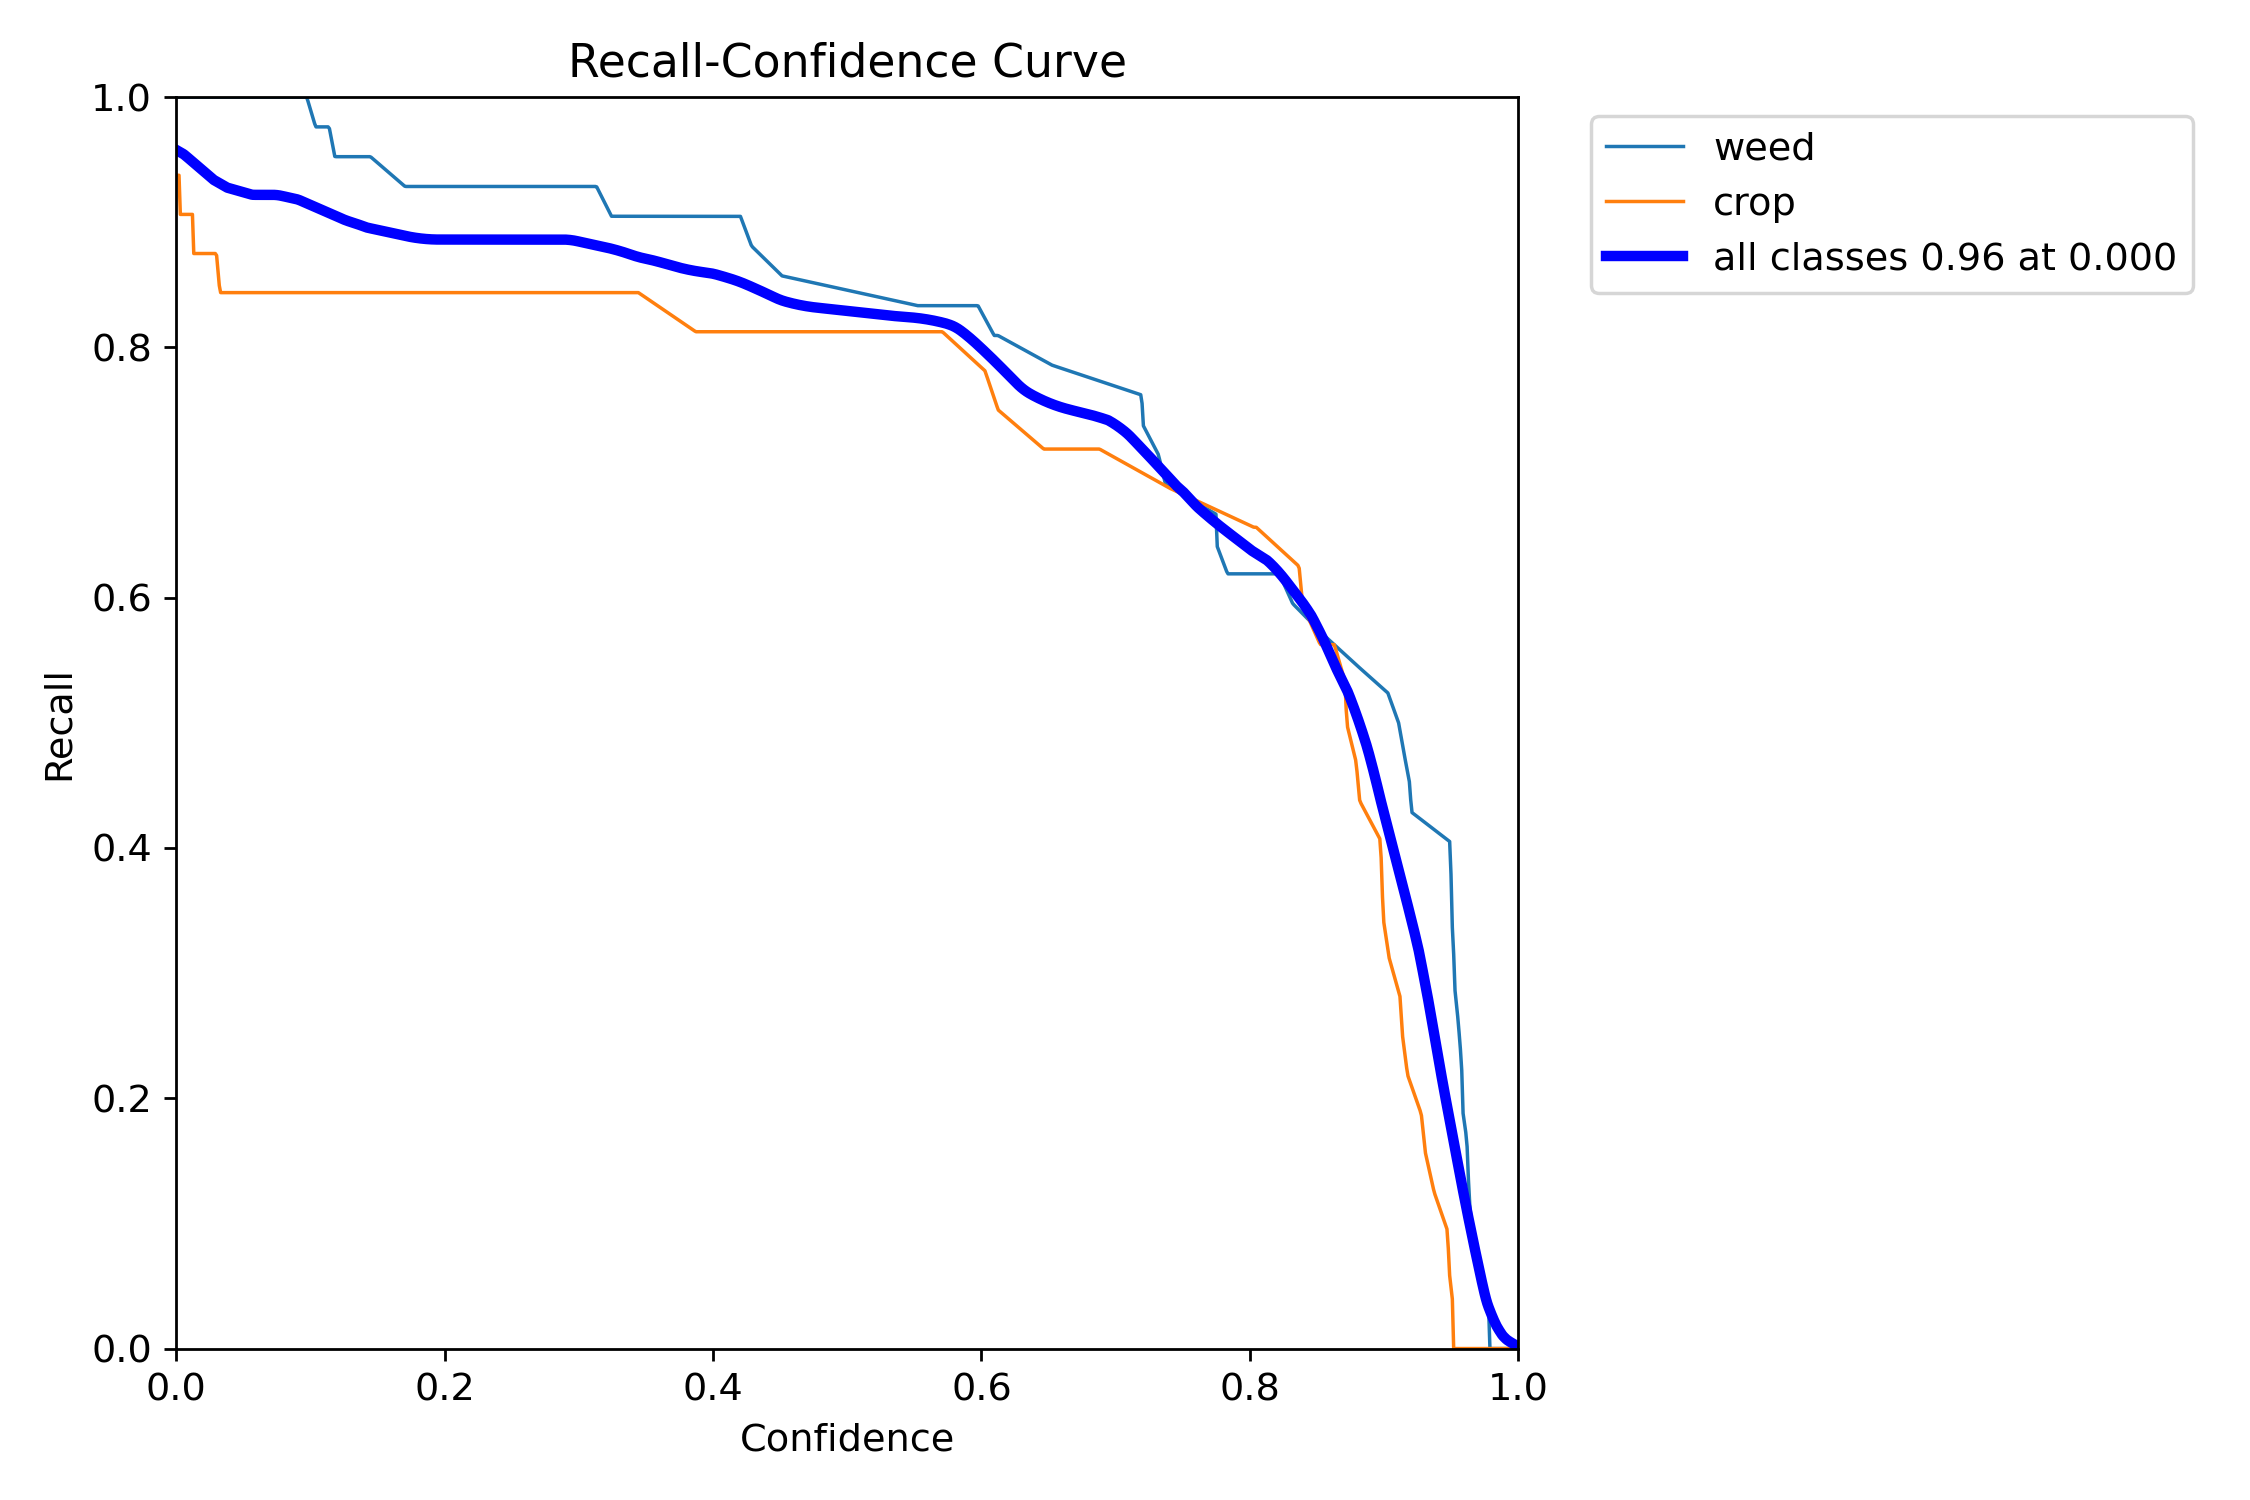 Recall-Confidence Curve
1.0
0.8
0.6
0.4
0.2
0.0
Recall
0.0 0.2 0.4 0.6 0.8 1.0
Confidence
weed
crop
all classes 0.96 at 0.000